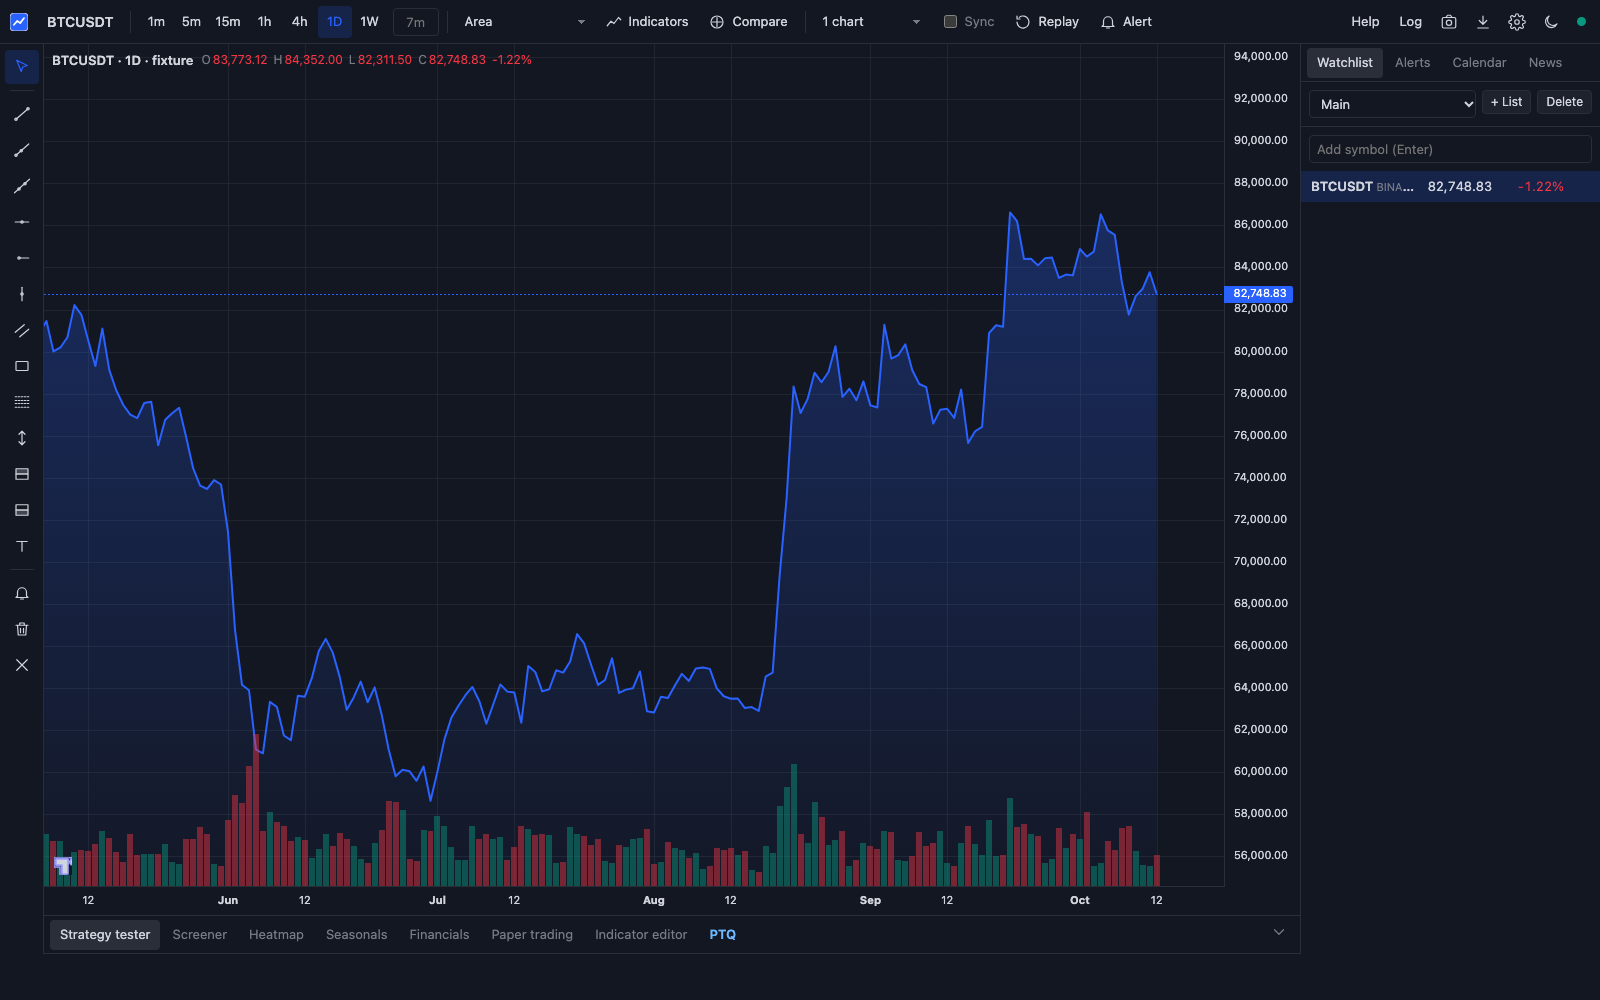 BTCUSDT 1m 5m 15m 1h 4h 1D 1W 7m Area Indicators Compare 1 chart Sync Replay Alert Help Log
BTCUSDT · 1D · fixture O 83,773.12 H 84,352.00 L 82,311.50 C 82,748.83 -1.22%
94,000.00
92,000.00
90,000.00
88,000.00
86,000.00
84,000.00
82,748.83
82,000.00
80,000.00
78,000.00
76,000.00
74,000.00
72,000.00
70,000.00
68,000.00
66,000.00
64,000.00
62,000.00
60,000.00
58,000.00
56,000.00
12 Jun 12 Jul 12 Aug 12 Sep 12 Oct 12
Watchlist Alerts Calendar News
Main + List Delete
Add symbol (Enter)
BTCUSDT BINA... 82,748.83 -1.22%
Strategy tester Screener Heatmap Seasonals Financials Paper trading Indicator editor PTQ